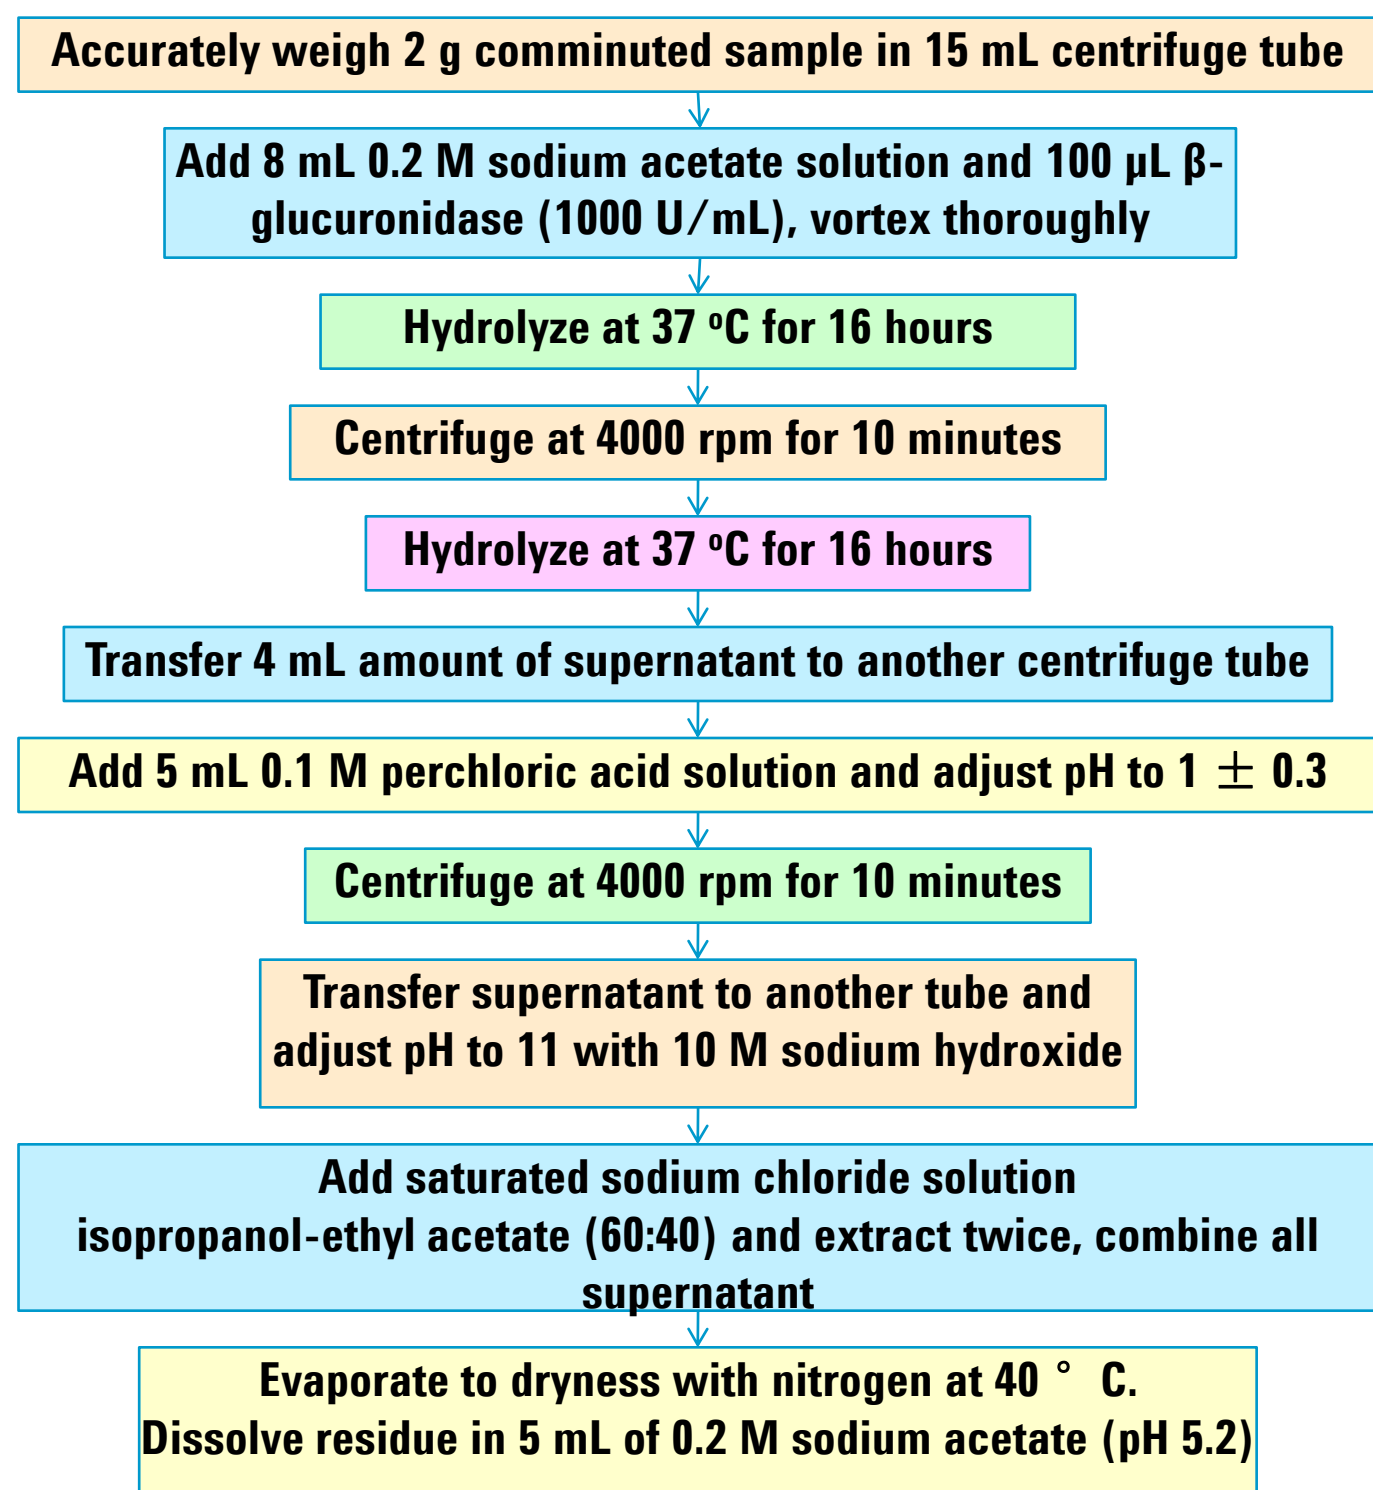 Accurately weigh 2 g comminuted sample in 15 mL centrifuge tube
Add 8 mL 0.2 M sodium acetate solution and 100 µL β-
glucuronidase (1000 U/mL), vortex thoroughly
Hydrolyze at 37 ºC for 16 hours
Centrifuge at 4000 rpm for 10 minutes
Hydrolyze at 37 ºC for 16 hours
Transfer 4 mL amount of supernatant to another centrifuge tube
Add 5 mL 0.1 M perchloric acid solution and adjust pH to 1 ± 0.3
Centrifuge at 4000 rpm for 10 minutes
Transfer supernatant to another tube and
adjust pH to 11 with 10 M sodium hydroxide
Add saturated sodium chloride solution
isopropanol-ethyl acetate (60:40) and extract twice, combine all
supernatant
Evaporate to dryness with nitrogen at 40 ° C.
Dissolve residue in 5 mL of 0.2 M sodium acetate (pH 5.2)